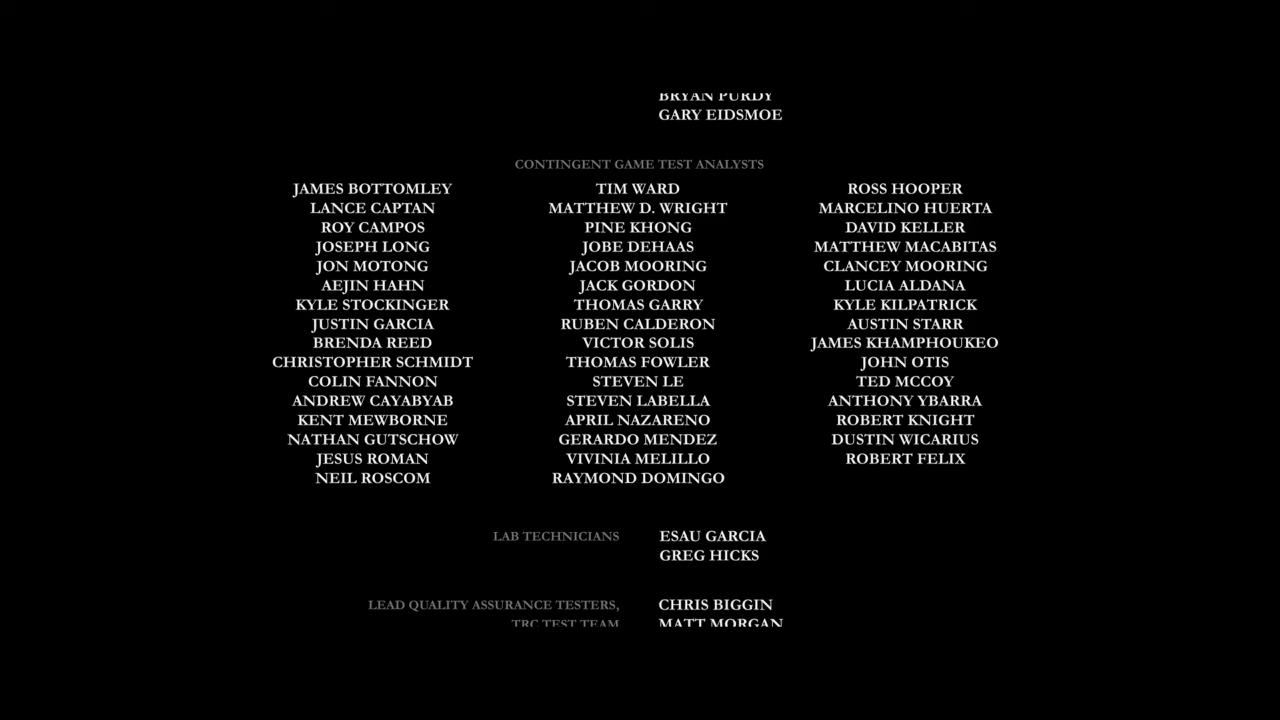 BRYAN PURDY
GARY EIDSMOE
CONTINGENT GAME TEST ANALYSTS
JAMES BOTTOMLEY TIM WARD ROSS HOOPER
LANCE CAPTAN MATTHEW D. WRIGHT MARCELINO HUERTA
ROY CAMPOS PINE KHONG DAVID KELLER
JOSEPH LONG JOBE DEHAAS MATTHEW MACABITAS
JON MOTONG JACOB MOORING CLANCEY MOORING
AEJIN HAHN JACK GORDON LUCIA ALDANA
KYLE STOCKINGER THOMAS GARRY KYLE KILPATRICK
JUSTIN GARCIA RUBEN CALDERON AUSTIN STARR
BRENDA REED VICTOR SOLIS JAMES KHAMPHOUKEO
CHRISTOPHER SCHMIDT THOMAS FOWLER JOHN OTIS
COLIN FANNON STEVEN LE TED MCCOY
ANDREW CAYABYAB STEVEN LABELLA ANTHONY YBARRA
KENT MEWBORNE APRIL NAZARENO ROBERT KNIGHT
NATHAN GUTSCHOW GERARDO MENDEZ DUSTIN WICARIUS
JESUS ROMAN VIVINIA MELILLO ROBERT FELIX
NEIL ROSCOM RAYMOND DOMINGO
LAB TECHNICIANS ESAU GARCIA
GREG HICKS
LEAD QUALITY ASSURANCE TESTERS, CHRIS BIGGIN
TRC TEST TEAM MATT MORGAN